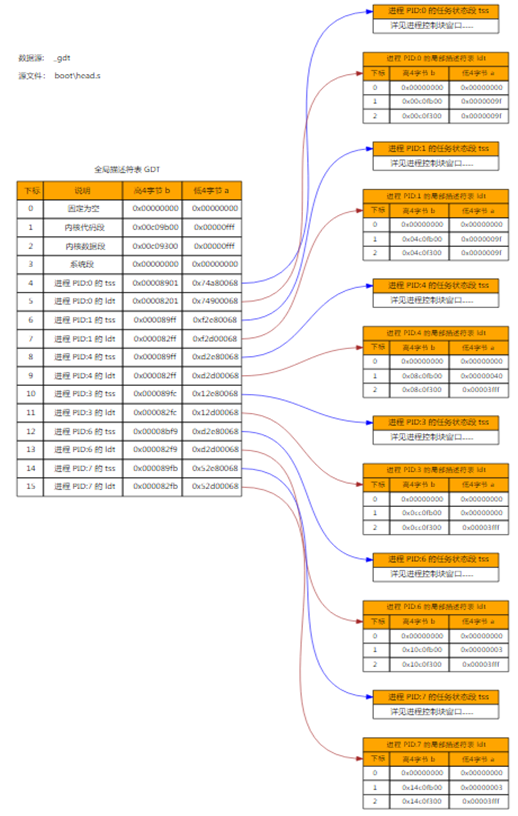 数据源: _gdt
源文件: boot\head.s
全局描述符表 GDT
下标 说明 高4字节 b 低4字节 a
0 固定为空 0x00000000 0x00000000
1 内核代码段 0x00c09b00 0x00000fff
2 内核数据段 0x00c09300 0x00000fff
3 系统段 0x00000000 0x00000000
4 进程 PID:0 的 tss 0x00008901 0x74a80068
5 进程 PID:0 的 ldt 0x00008201 0x74900068
6 进程 PID:1 的 tss 0x000089ff 0xf2e80068
7 进程 PID:1 的 ldt 0x000082ff 0xf2d00068
8 进程 PID:4 的 tss 0x000089ff 0xd2e80068
9 进程 PID:4 的 ldt 0x000082ff 0xd2d00068
10 进程 PID:3 的 tss 0x000089fc 0x12e80068
11 进程 PID:3 的 ldt 0x000082fc 0x12d00068
12 进程 PID:6 的 tss 0x00008bf9 0xd2e80068
13 进程 PID:6 的 ldt 0x000082f9 0xd2d00068
14 进程 PID:7 的 tss 0x000089fb 0x52e80068
15 进程 PID:7 的 ldt 0x000082fb 0x52d00068
进程 PID:0 的任务状态段 tss
详见进程控制块窗口.....
进程 PID:0 的局部描述符表 ldt
下标 高4字节 b 低4字节 a
0 0x00000000 0x00000000
1 0x00c0fb00 0x0000009f
2 0x00c0f300 0x0000009f
进程 PID:1 的任务状态段 tss
详见进程控制块窗口.....
进程 PID:1 的局部描述符表 ldt
下标 高4字节 b 低4字节 a
0 0x00000000 0x00000000
1 0x04c0fb00 0x0000009f
2 0x04c0f300 0x0000009f
进程 PID:4 的任务状态段 tss
详见进程控制块窗口.....
进程 PID:4 的局部描述符表 ldt
下标 高4字节 b 低4字节 a
0 0x00000000 0x00000000
1 0x08c0fb00 0x00000040
2 0x08c0f300 0x00003fff
进程 PID:3 的任务状态段 tss
详见进程控制块窗口.....
进程 PID:3 的局部描述符表 ldt
下标 高4字节 b 低4字节 a
0 0x00000000 0x00000000
1 0x0cc0fb00 0x00000000
2 0x0cc0f300 0x00003fff
进程 PID:6 的任务状态段 tss
详见进程控制块窗口.....
进程 PID:6 的局部描述符表 ldt
下标 高4字节 b 低4字节 a
0 0x00000000 0x00000000
1 0x10c0fb00 0x00000003
2 0x10c0f300 0x00003fff
进程 PID:7 的任务状态段 tss
详见进程控制块窗口.....
进程 PID:7 的局部描述符表 ldt
下标 高4字节 b 低4字节 a
0 0x00000000 0x00000000
1 0x14c0fb00 0x00000003
2 0x14c0f300 0x00003fff